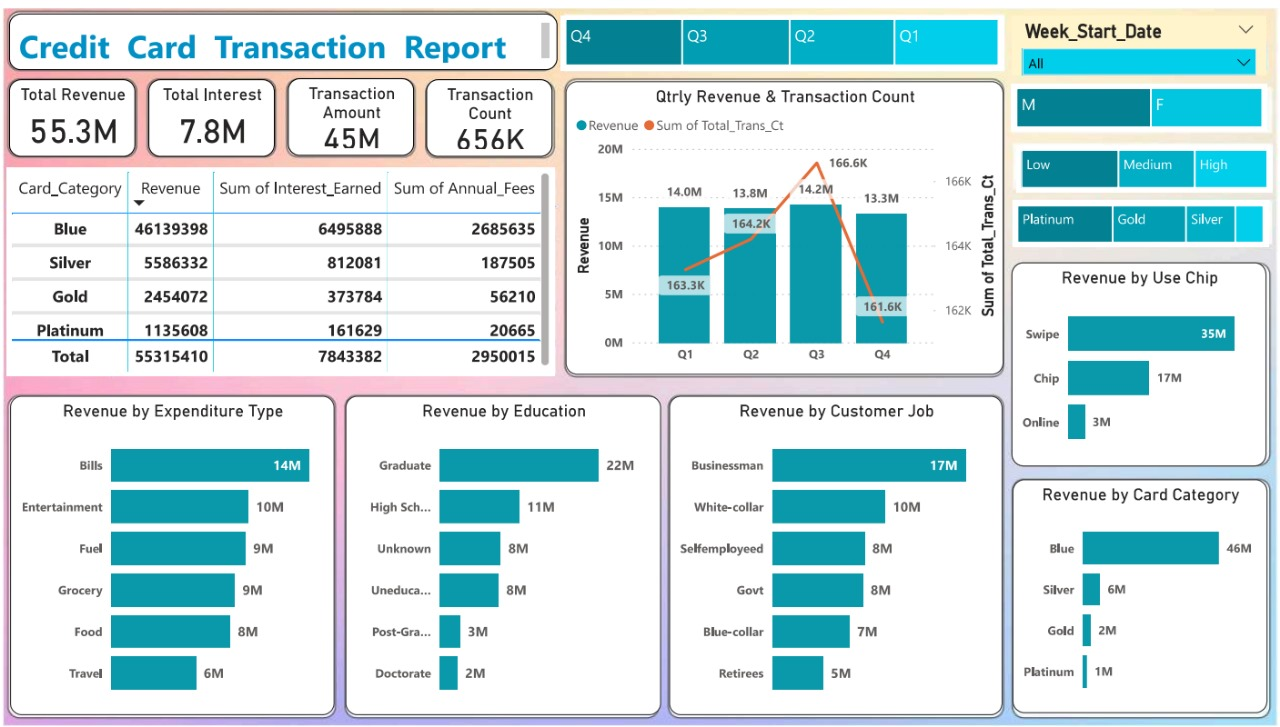 Credit Card Transaction Report
Q4 Q3 Q2 Q1
Week_Start_Date
All
M F
Low Medium High
Platinum Gold Silver
Total Revenue
55.3M
Total Interest
7.8M
Transaction
Amount
45M
Transaction
Count
656K
Card_Category Revenue Sum of Interest_Earned Sum of Annual_Fees
Blue 46139398 6495888 2685635
Silver 5586332 812081 187505
Gold 2454072 373784 56210
Platinum 1135608 161629 20665
Total 55315410 7843382 2950015
Qtrly Revenue & Transaction Count
Revenue Sum of Total_Trans_Ct
Revenue
20M
15M
10M
5M
0M
14.0M 13.8M 14.2M 13.3M
163.3K 164.2K 166.6K 161.6K
Q1 Q2 Q3 Q4
166K
164K
162K
Sum of Total_Trans_Ct
Revenue by Use Chip
Swipe 35M
Chip 17M
Online 3M
Revenue by Expenditure Type
Bills 14M
Entertainment 10M
Fuel 9M
Grocery 9M
Food 8M
Travel 6M
Revenue by Education
Graduate 22M
High Sch... 11M
Unknown 8M
Uneduca... 8M
Post-Gra... 3M
Doctorate 2M
Revenue by Customer Job
Businessman 17M
White-collar 10M
Selfemployeed 8M
Govt 8M
Blue-collar 7M
Retirees 5M
Revenue by Card Category
Blue 46M
Silver 6M
Gold 2M
Platinum 1M